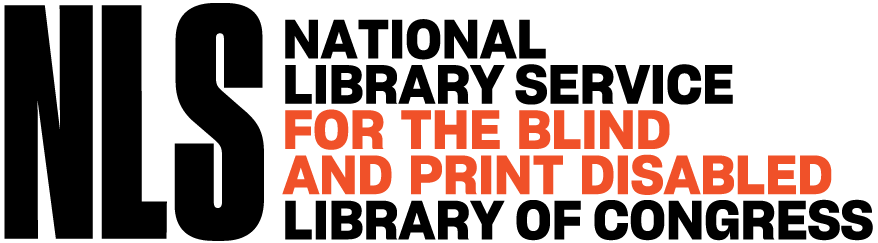 NLS
NATIONAL
LIBRARY SERVICE
FOR THE BLIND
AND PRINT DISABLED
LIBRARY OF CONGRESS